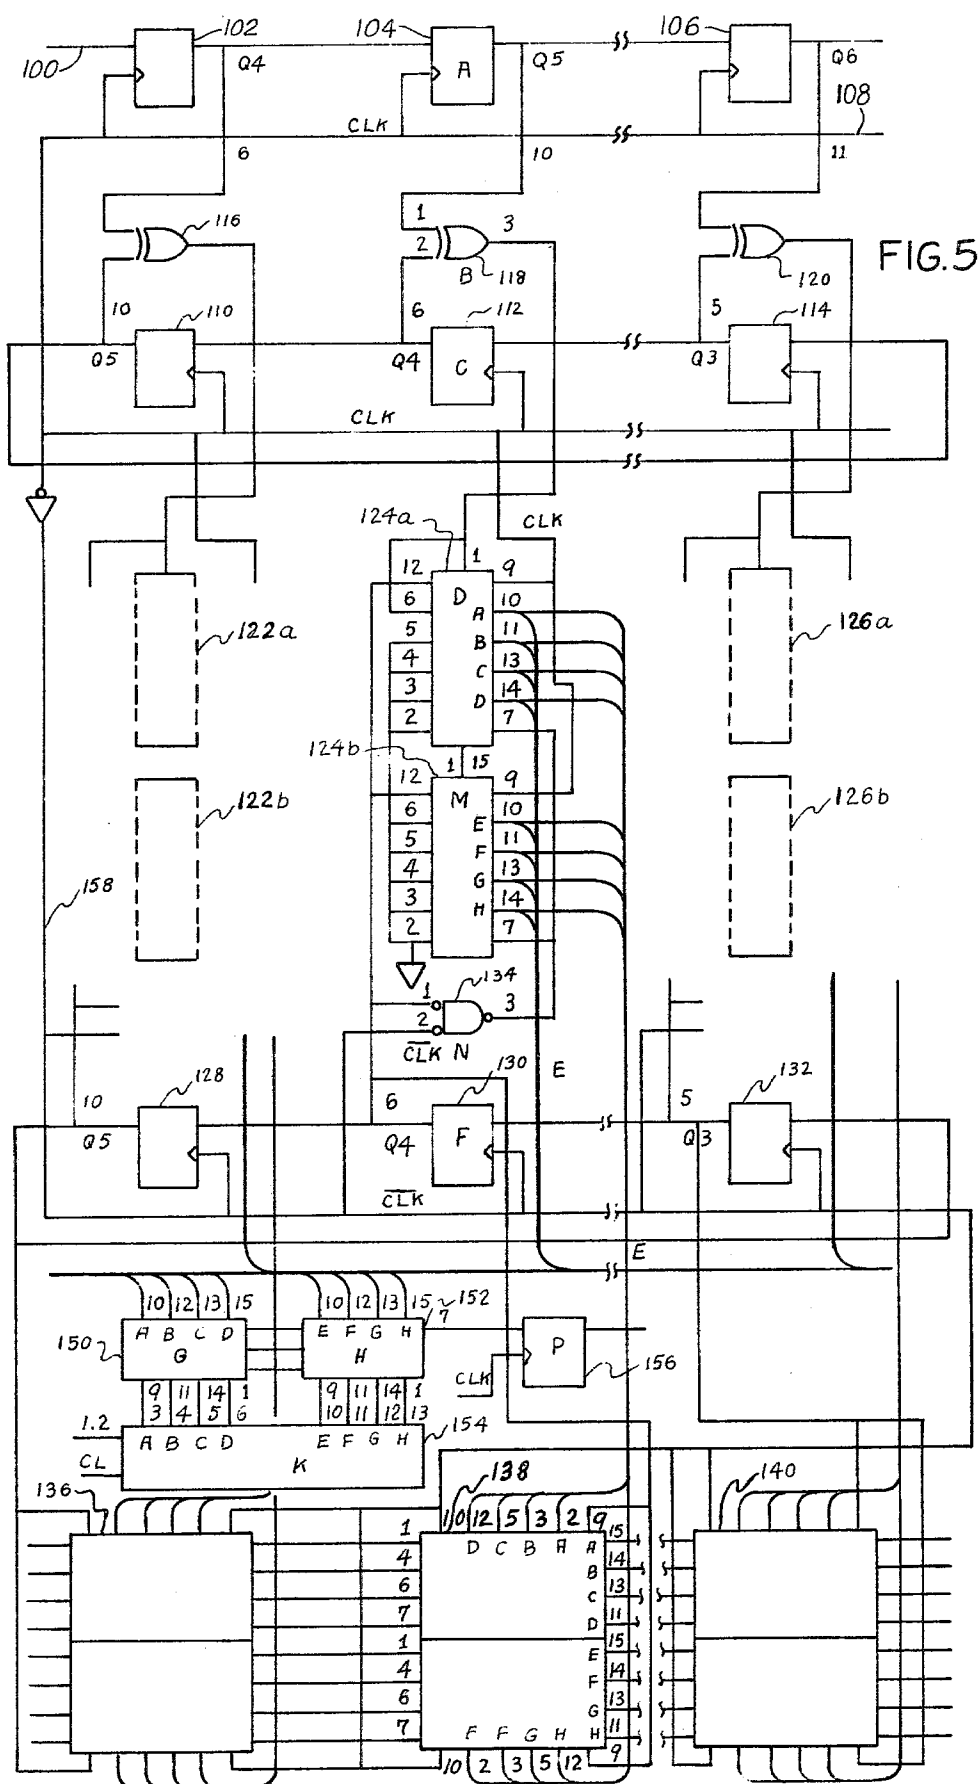 102 104 106
100 Q4 A Q5 Q6
108
CLK
6 10 11
116 1 3
2
B 118 120
FIG.5
10 110 6 112 5 114
Q5 Q4 C Q3
CLK
124a CLK
1
12 D 9
6 A 10
5 B 11
4 C 13
3 D 14
2 7
122a 126a
124b 1 15
12 M 9
6 E 10
5 F 11
4 G 13
3 H 14
2 7
122b 126b
158
1 134
2 3
CLK N
E
10 128 6 130 5 132
Q5 Q4 F Q3
CLK
E
10 12 13 15 10 12 13 15 152
7
A B C D E F G H
150 G H P
156
CLK
9 11 14 1 9 11 14 1
3 4 5 6 10 11 12 13
1.2 154
A B C D E F G H
CL K
136 138 140
10 12 5 3 2 9
D C B A A 15
1 B 14
4 C 13
6 D 11
7
1 E 15
4 F 14
6 G 13
7 F F G H H 11
10 2 3 5 12 9